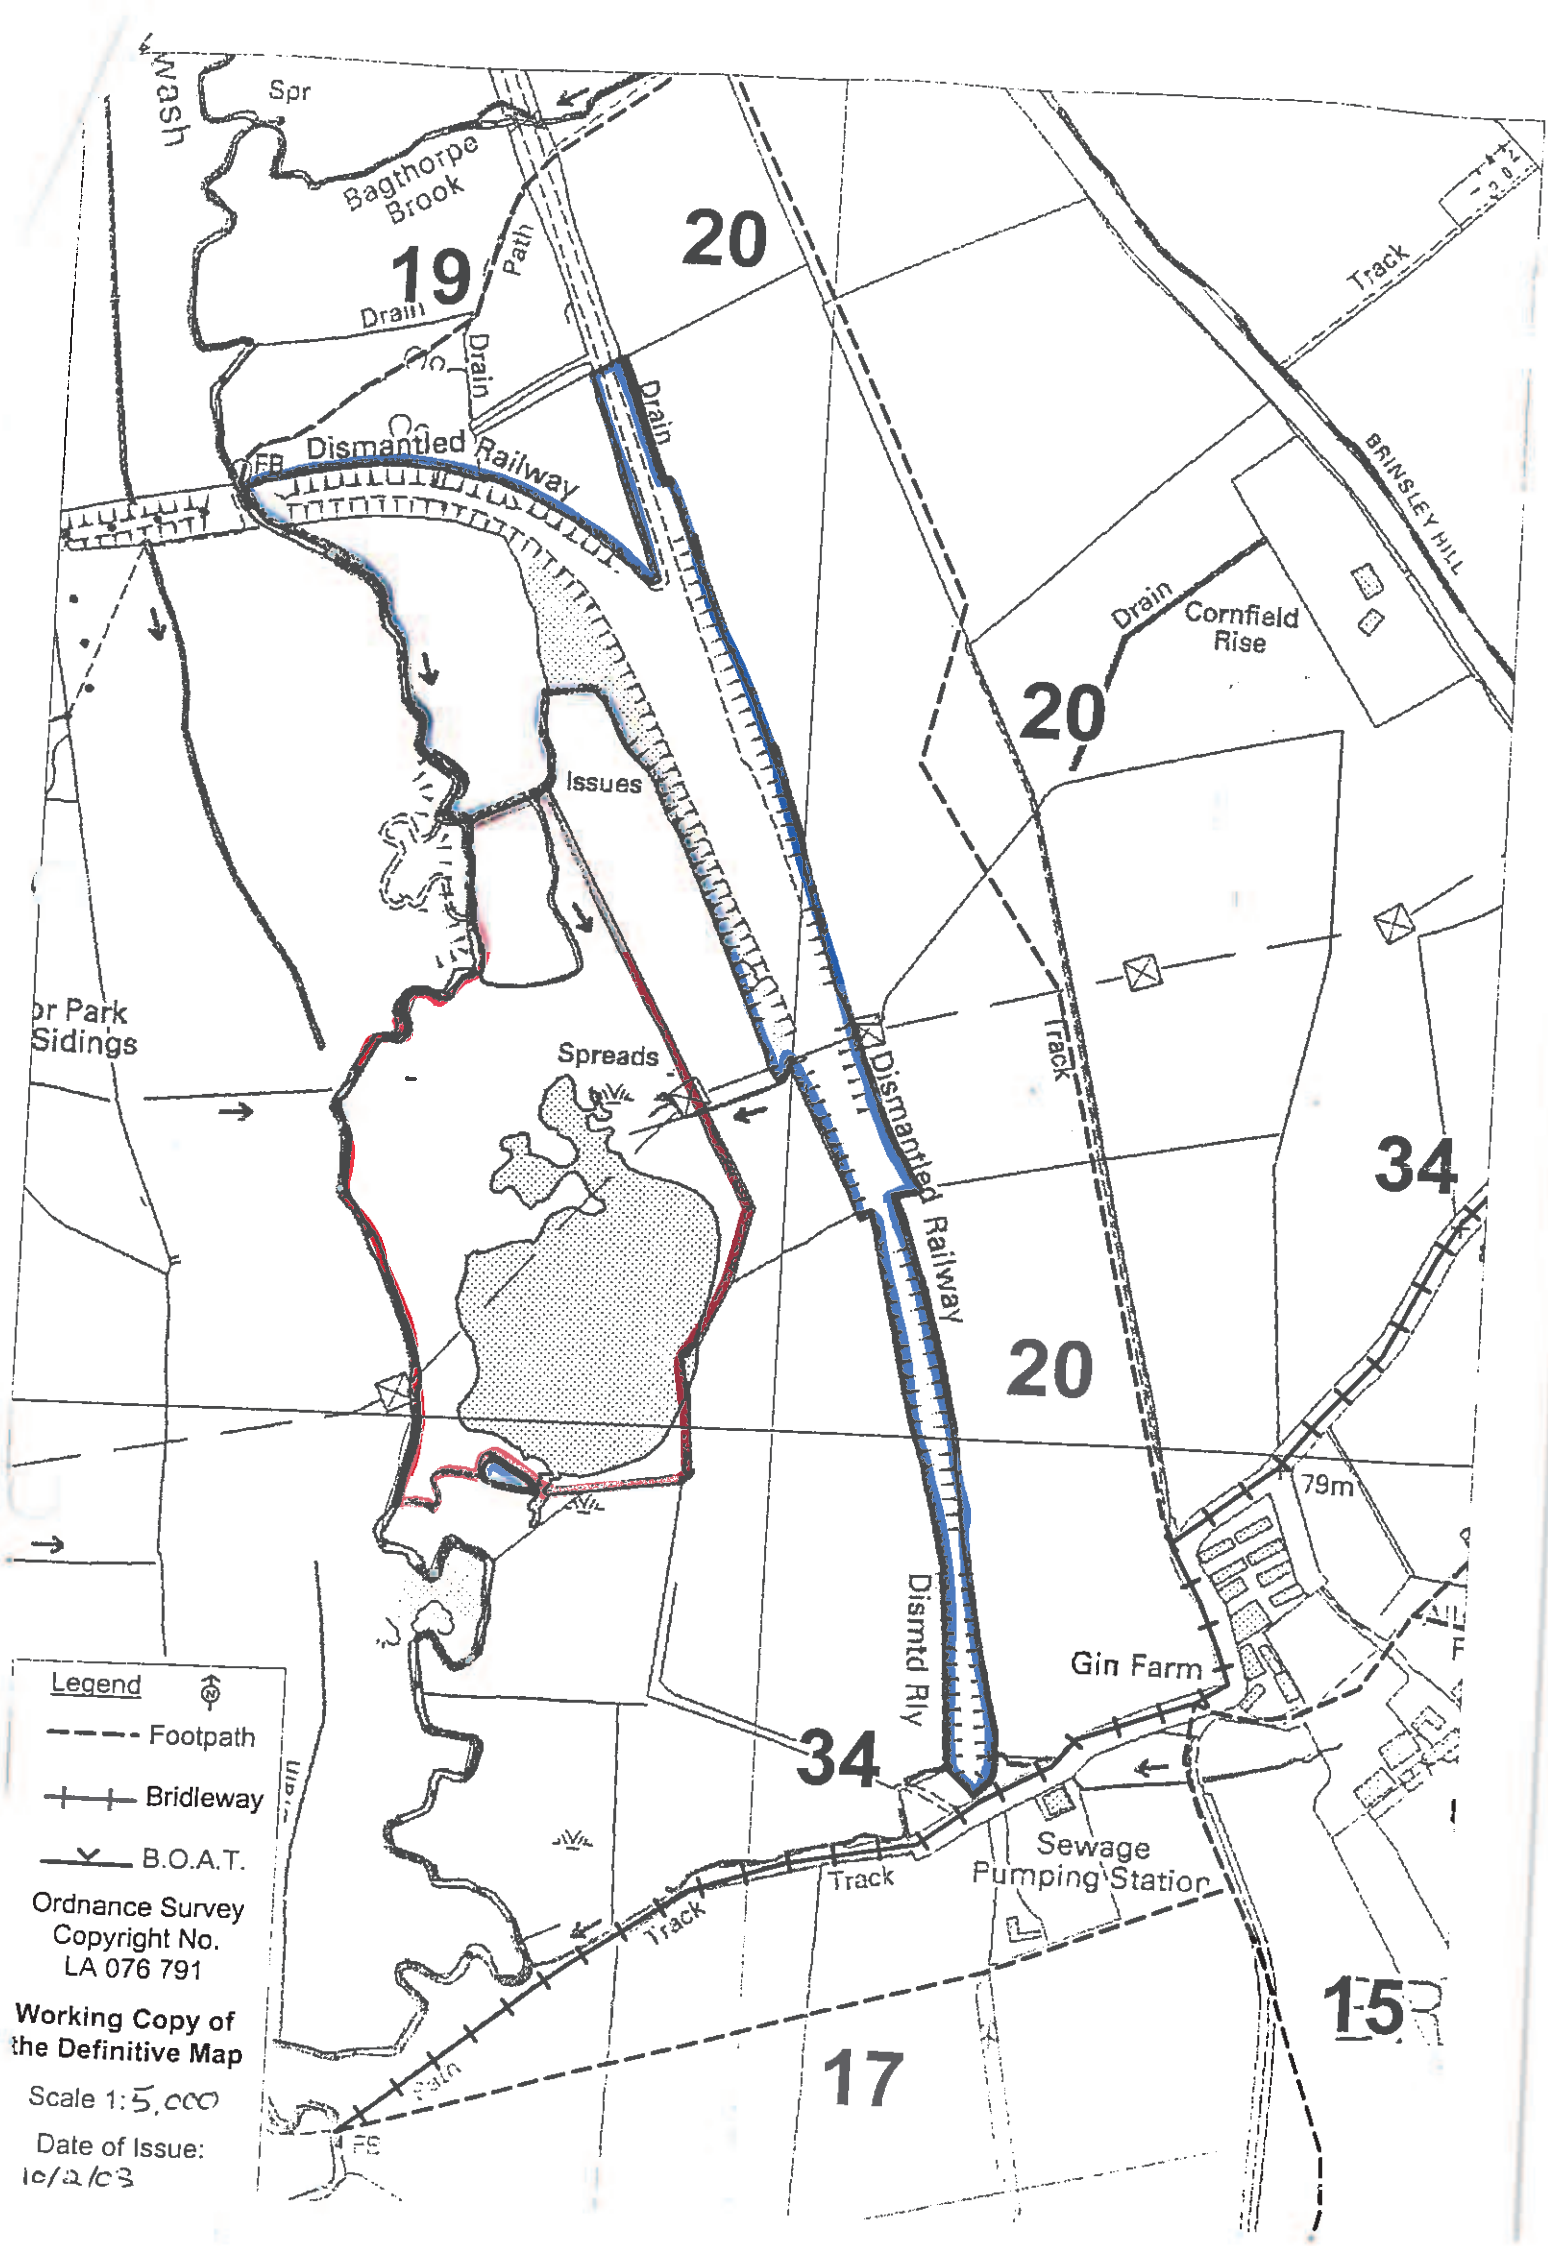 wash
Spr
Bagthorpe
Brook
19
Path
20
Drain
Drain
Drain
Track
FB
Dismantled Railway
BRINSLEY HILL
Drain
Cornfield
Rise
20
Issues
or Park
Sidings
Spreads
Track
Dismantled Railway
34
20
79m
Dismtd Rly
Gin Farm
34
Sewage
Pumping Station
Track
Track
Path
15
17
FB
Legend
N
Footpath
Bridleway
B.O.A.T.
Ordnance Survey
Copyright No.
LA 076 791
Working Copy of
the Definitive Map
Scale 1:5,000
Date of Issue:
10/2/03